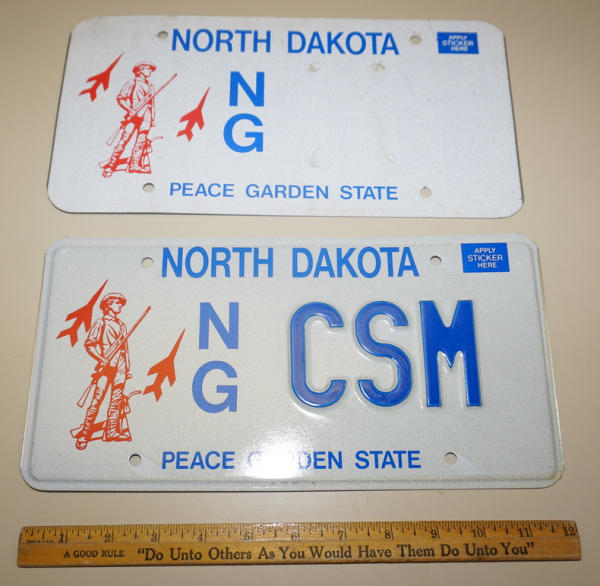 NORTH DAKOTA
APPLY
STICKER
HERE
N
G
PEACE GARDEN STATE
NORTH DAKOTA
APPLY
STICKER
HERE
N
G
CSM
PEACE G DEN STATE
1 2 3 4 5 6 7 8 9 10 11 12
A GOOD RULE "Do Unto Others As You Would Have Them Do Unto You"